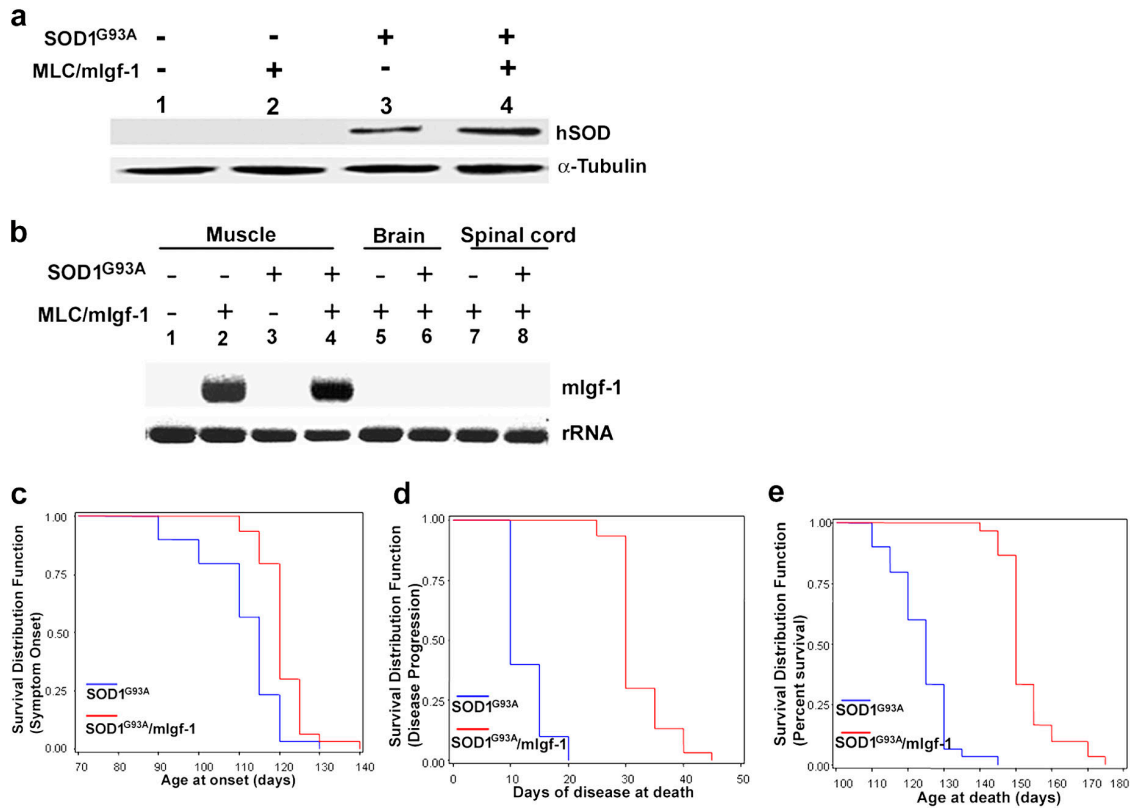 a
SOD1G93A - - + +
MLC/mIgf-1 - + - +
1 2 3 4
hSOD
α-Tubulin
b
Muscle Brain Spinal cord
SOD1G93A - - + + - + - +
MLC/mIgf-1 - + - + + + + +
1 2 3 4 5 6 7 8
mIgf-1
rRNA
c
Survival Distribution Function
(Symptom Onset)
1.00
0.75
0.50
0.25
0.00
SOD1G93A
SOD1G93A/mIgf-1
70 80 90 100 110 120 130 140
Age at onset (days)
d
Survival Distribution Function
(Disease Progression)
1.00
0.75
0.50
0.25
0.00
SOD1G93A
SOD1G93A/mIgf-1
0 10 20 30 40 50
Days of disease at death
e
Survival Distribution Function
(Percent survival)
1.00
0.75
0.50
0.25
0.00
SOD1G93A
SOD1G93A/mIgf-1
100 110 120 130 140 150 160 170 180
Age at death (days)